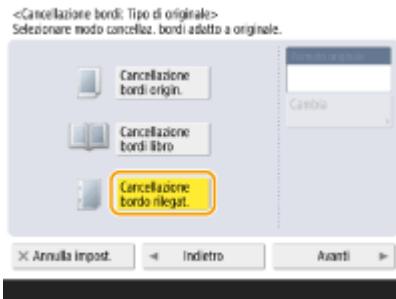 <Cancellazione bordi: Tipo di originale>
Selezionare modo cancellaz. bordi adatto a originale.
Cancellazione
bordi origin.
Cambia
Cancellazione
bordi libro
Cancellazione
bordo rilegat.
× Annulla impost.
◄ Indietro
Avanti ►